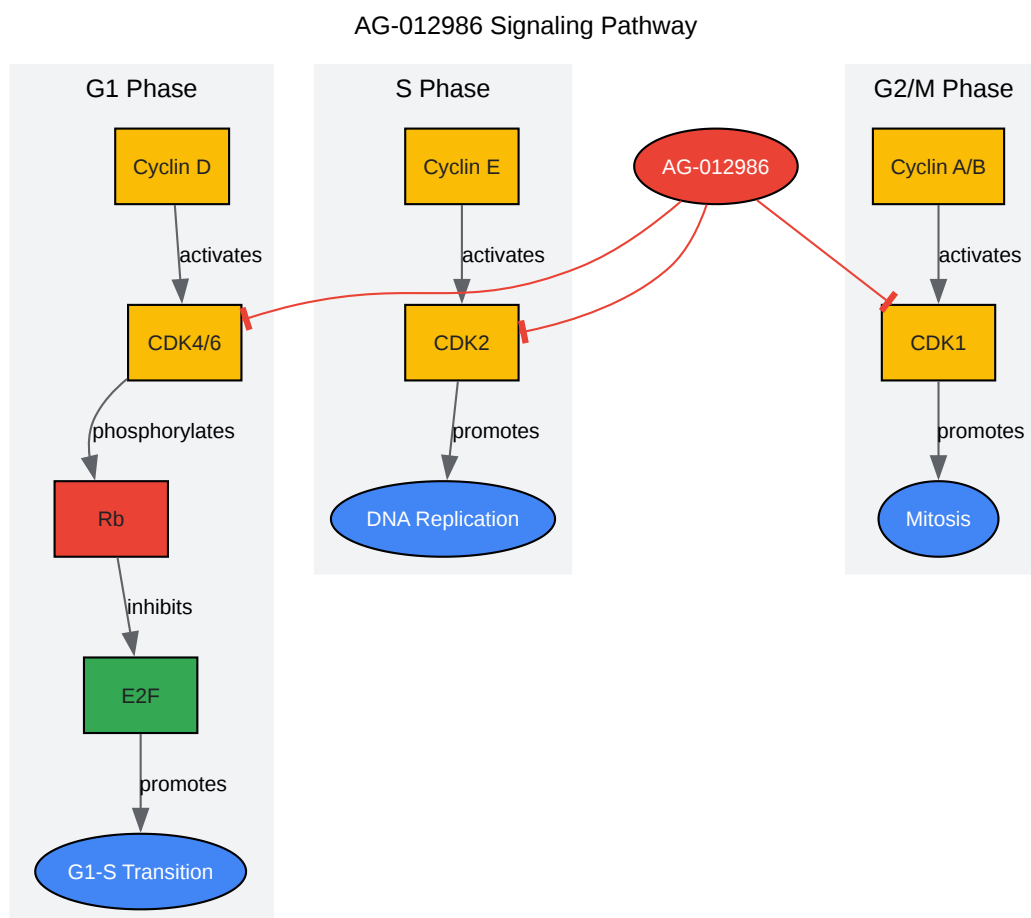 AG-012986 Signaling Pathway
G1 Phase
S Phase
G2/M Phase
Cyclin D
Cyclin E
AG-012986
Cyclin A/B
activates
activates
activates
CDK4/6
CDK2
CDK1
phosphorylates
promotes
promotes
Rb
DNA Replication
Mitosis
inhibits
E2F
promotes
G1-S Transition